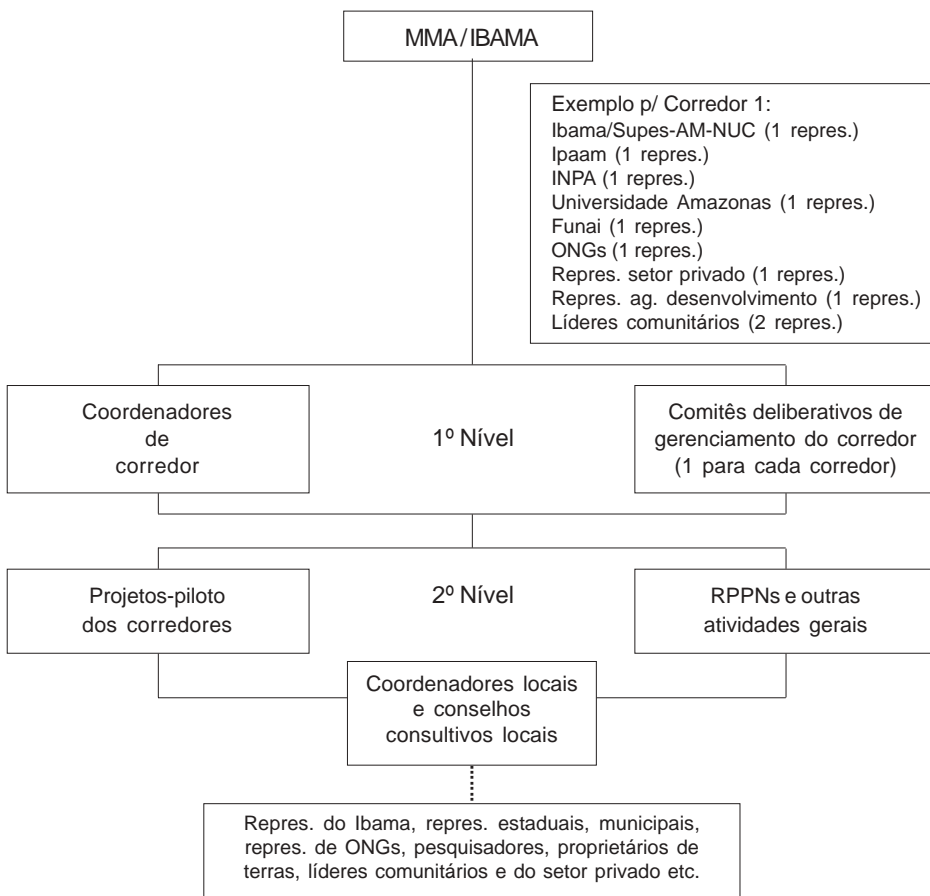 MMA/IBAMA
Exemplo p/ Corredor 1:
Ibama/Supes-AM-NUC (1 repres.)
Ipaam (1 repres.)
INPA (1 repres.)
Universidade Amazonas (1 repres.)
Funai (1 repres.)
ONGs (1 repres.)
Repres. setor privado (1 repres.)
Repres. ag. desenvolvimento (1 repres.)
Líderes comunitários (2 repres.)
Coordenadores
de
corredor
1º Nível
Comitês deliberativos de
gerenciamento do corredor
(1 para cada corredor)
Projetos-piloto
dos corredores
2º Nível
RPPNs e outras
atividades gerais
Coordenadores locais
e conselhos
consultivos locais
Repres. do Ibama, repres. estaduais, municipais,
repres. de ONGs, pesquisadores, proprietários de
terras, líderes comunitários e do setor privado etc.